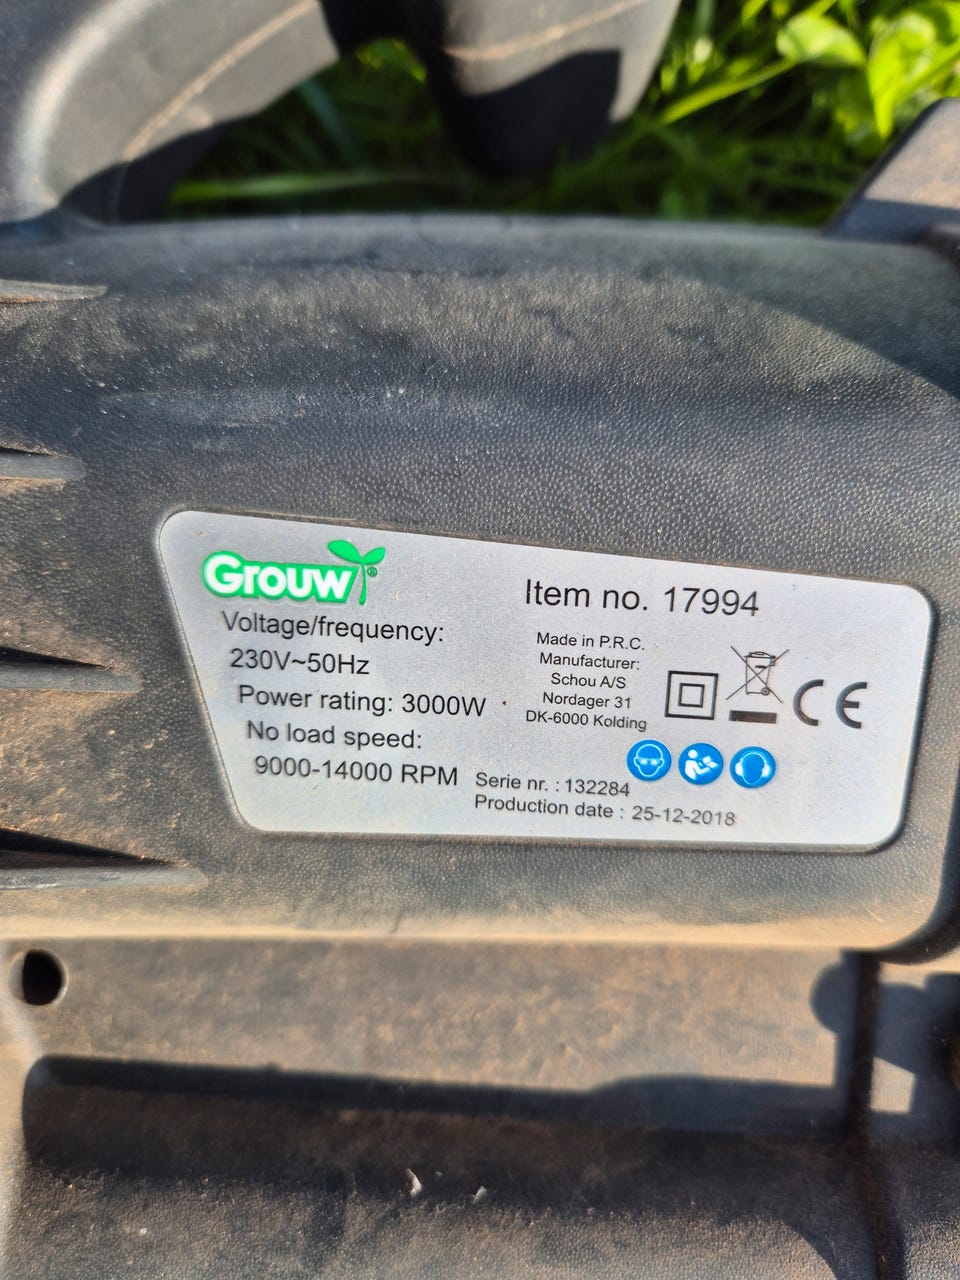 Grouw ®
Voltage/frequency:
230V~50Hz
Power rating: 3000W
No load speed:
9000-14000 RPM
Item no. 17994
Made in P.R.C.
Manufacturer:
Schou A/S
Nordager 31
DK-6000 Kolding
CE
Serie nr. : 132284
Production date : 25-12-2018